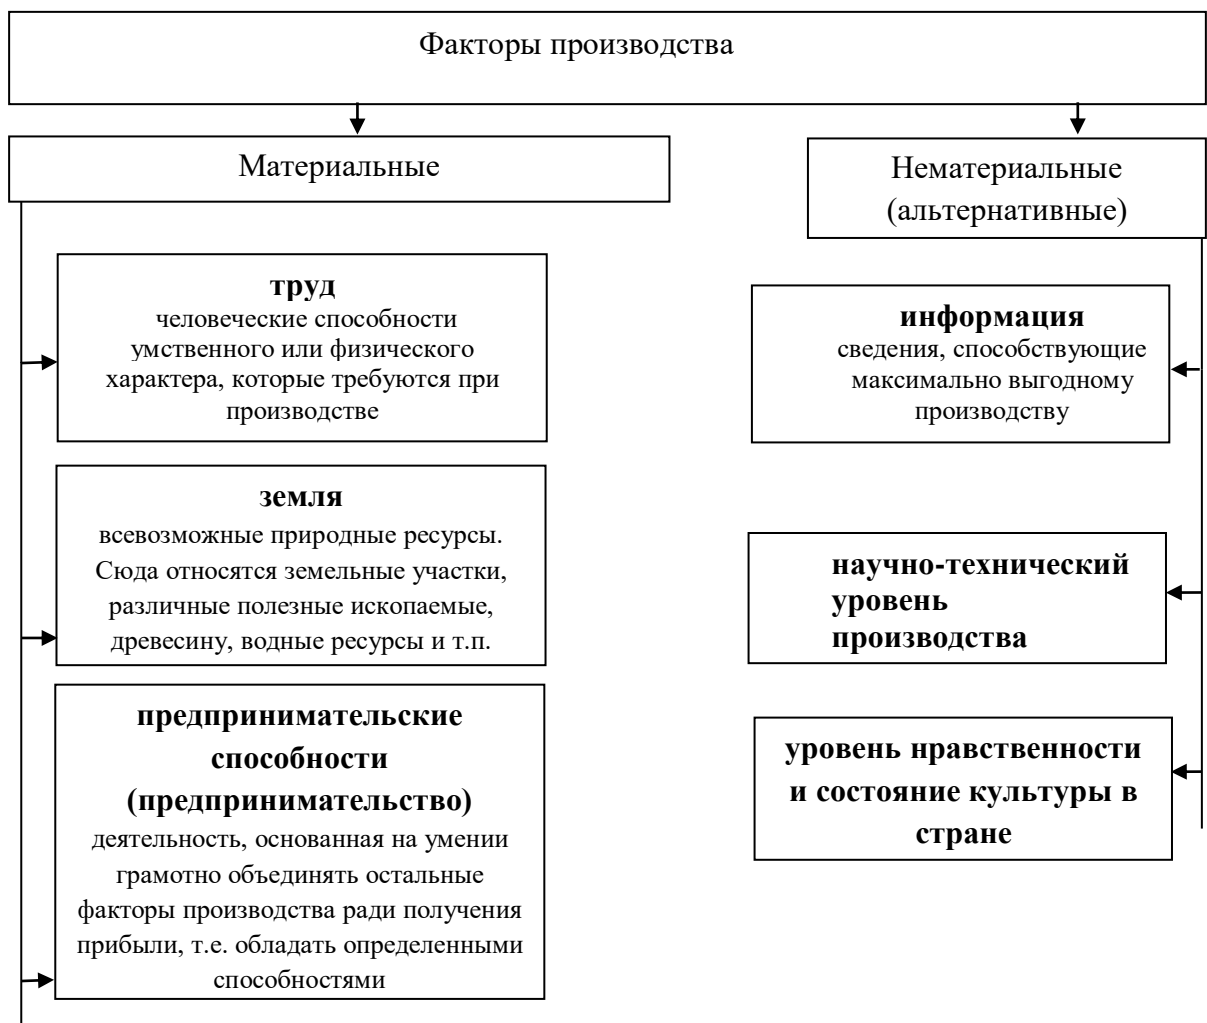 Факторы производства
Материальные
Нематериальные
(альтернативные)
труд
человеческие способности
умственного или физического
характера, которые требуются при
производстве
земля
всевозможные природные ресурсы.
Сюда относятся земельные участки,
различные полезные ископаемые,
древесину, водные ресурсы и т.п.
предпринимательские
способности
(предпринимательство)
деятельность, основанная на умении
грамотно объединять остальные
факторы производства ради получения
прибыли, т.е. обладать определенными
способностями
информация
сведения, способствующие
максимально выгодному
производству
научно-технический
уровень
производства
уровень нравственности
и состояние культуры в
стране